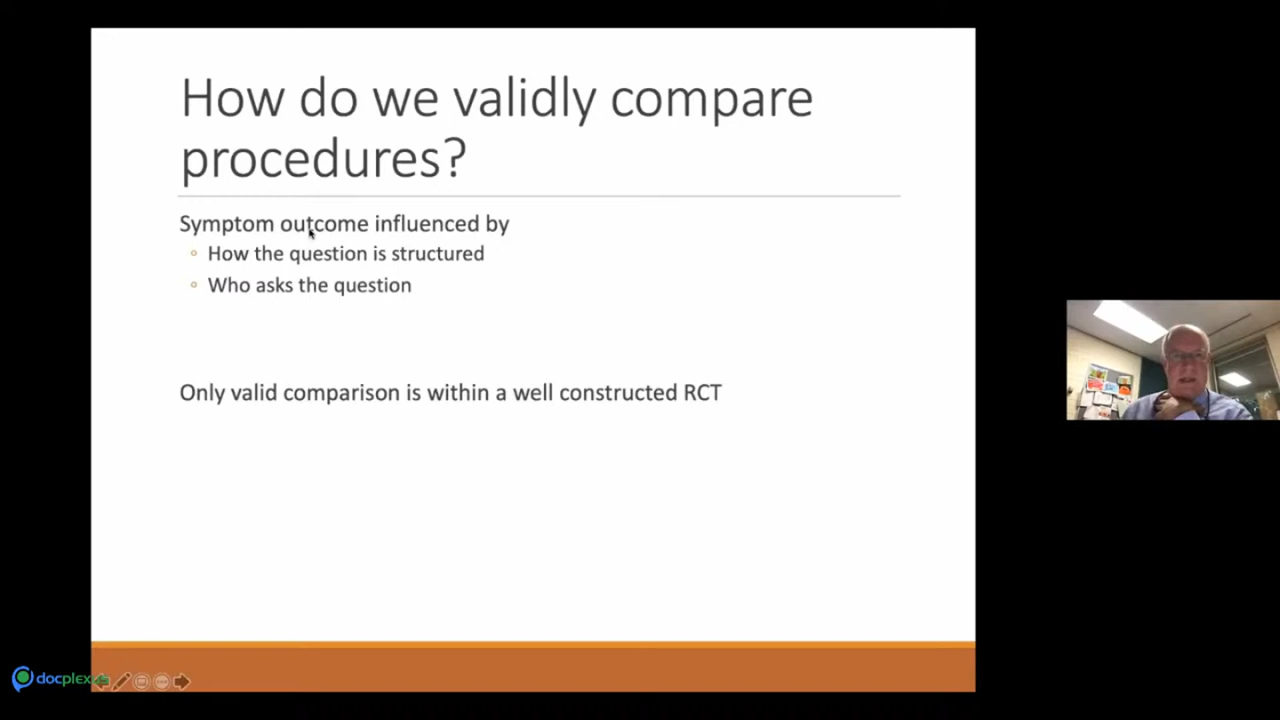 How do we validly compare
procedures?
Symptom outcome influenced by
How the question is structured
Who asks the question
Only valid comparison is within a well constructed RCT